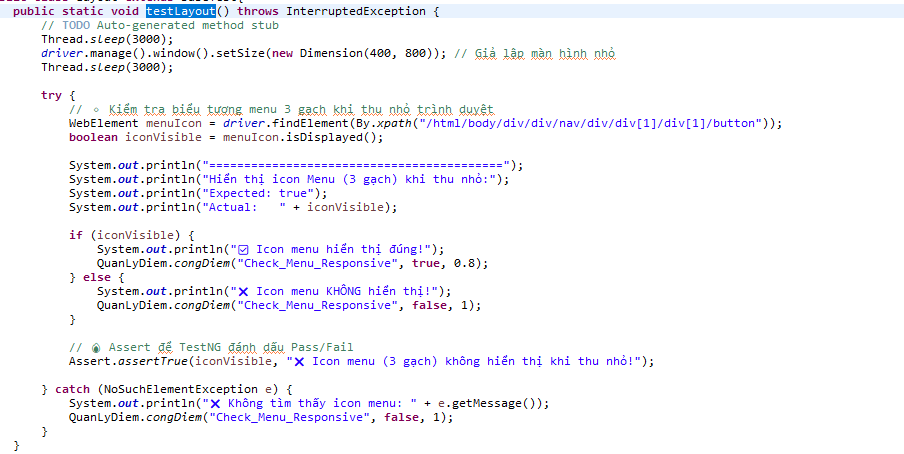 public static void testLayout() throws InterruptedException {
// TODO Auto-generated method stub
Thread.sleep(3000);
driver.manage().window().setSize(new Dimension(400, 800)); // Giả lập màn hình nhỏ
Thread.sleep(3000);
try {
// ◦ Kiểm tra biểu tượng menu 3 gạch khi thu nhỏ trình duyệt
WebElement menuIcon = driver.findElement(By.xpath("/html/body/div/div/nav/div/div[1]/div[1]/button"));
boolean iconVisible = menuIcon.isDisplayed();
System.out.println("==========================================");
System.out.println("Hiển thị icon Menu (3 gạch) khi thu nhỏ:");
System.out.println("Expected: true");
System.out.println("Actual:   " + iconVisible);
if (iconVisible) {
System.out.println("☑ Icon menu hiển thị đúng!");
QuanLyDiem.congDiem("Check_Menu_Responsive", true, 0.8);
} else {
System.out.println("❌ Icon menu KHÔNG hiển thị!");
QuanLyDiem.congDiem("Check_Menu_Responsive", false, 1);
}
// Assert để TestNG đánh dấu Pass/Fail
Assert.assertTrue(iconVisible, "❌ Icon menu (3 gạch) không hiển thị khi thu nhỏ!");
} catch (NoSuchElementException e) {
System.out.println("❌ Không tìm thấy icon menu: " + e.getMessage());
QuanLyDiem.congDiem("Check_Menu_Responsive", false, 1);
}
}